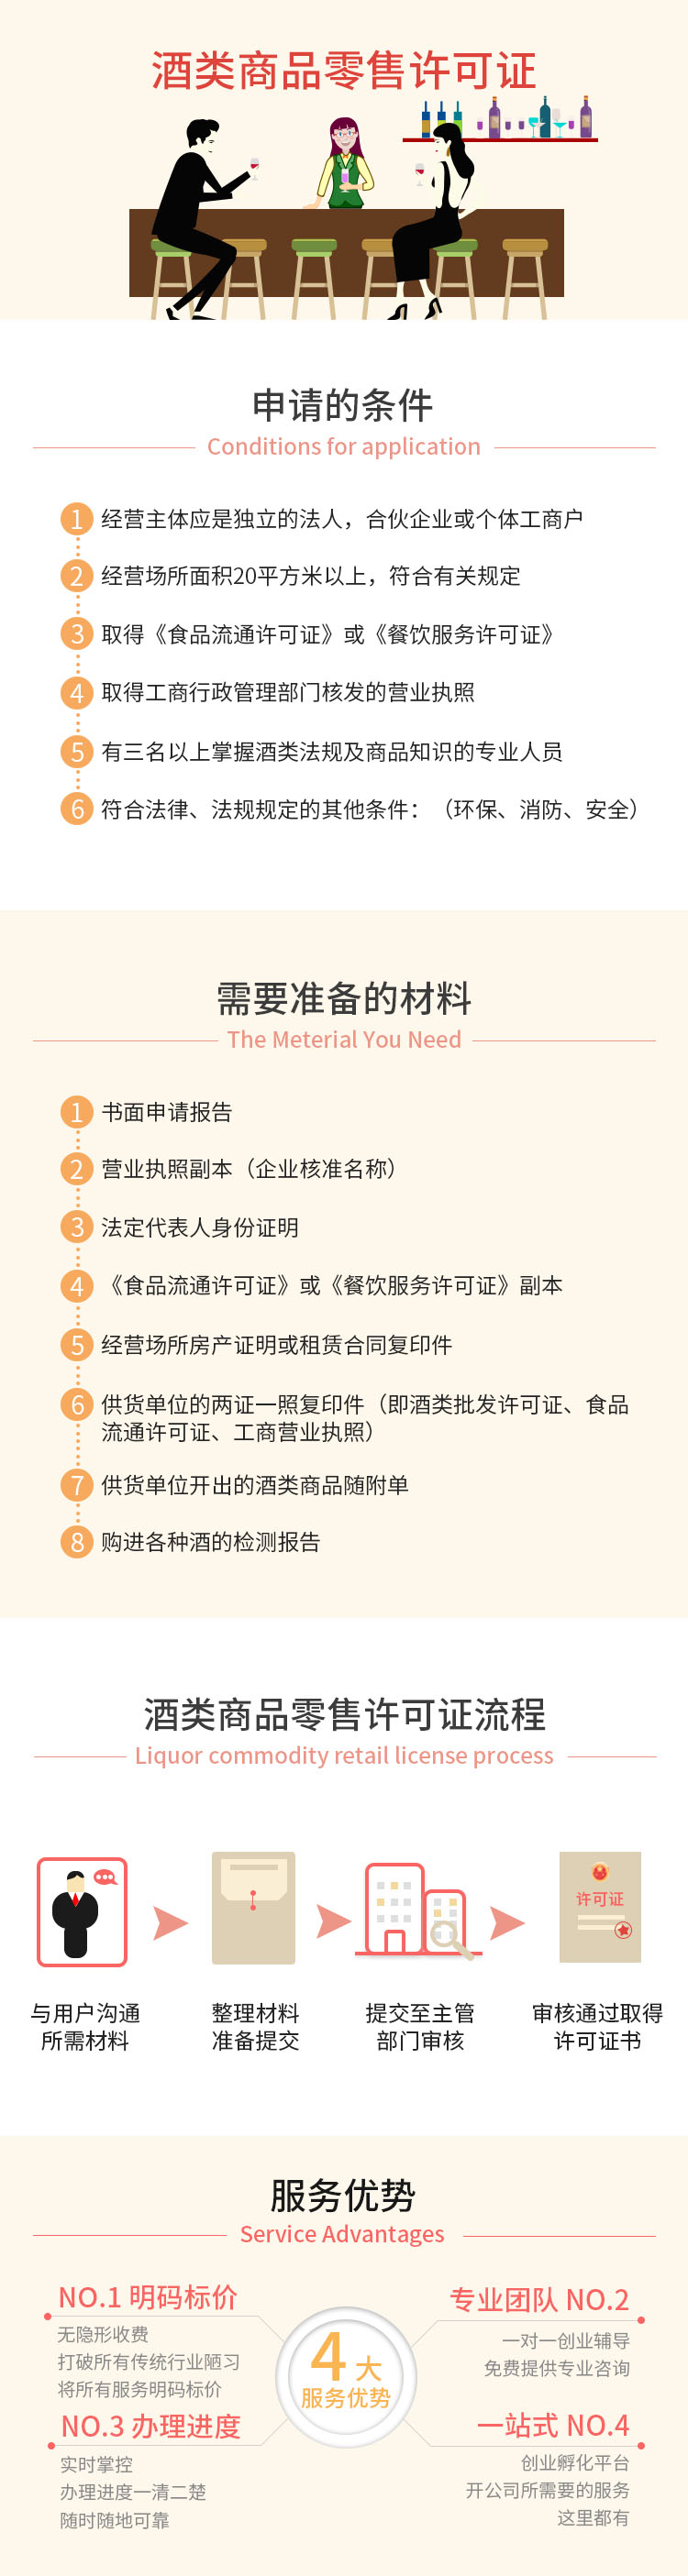 酒类商品零售许可证
申请的条件
Conditions for application
1 经营主体应是独立的法人，合伙企业或个体工商户
2 经营场所面积20平方米以上，符合有关规定
3 取得《食品流通许可证》或《餐饮服务许可证》
4 取得工商行政管理部门核发的营业执照
5 有三名以上掌握酒类法规及商品知识的专业人员
6 符合法律、法规规定的其他条件：（环保、消防、安全）
需要准备的材料
The Meterial You Need
1 书面申请报告
2 营业执照副本（企业核准名称）
3 法定代表人身份证明
4 《食品流通许可证》或《餐饮服务许可证》副本
5 经营场所房产证明或租赁合同复印件
6 供货单位的两证一照复印件（即酒类批发许可证、食品
流通许可证、工商营业执照）
7 供货单位开出的酒类商品随附单
8 购进各种酒的检测报告
酒类商品零售许可证流程
Liquor commodity retail license process
许可证
与用户沟通
所需材料
整理材料
准备提交
提交至主管
部门审核
审核通过取得
许可证书
服务优势
Service Advantages
NO.1 明码标价
无隐形收费
打破所有传统行业陋习
将所有服务明码标价
专业团队 NO.2
一对一创业辅导
免费提供专业咨询
4大
服务优势
NO.3 办理进度
实时掌控
办理进度一清二楚
随时随地可靠
一站式 NO.4
创业孵化平台
开公司所需要的服务
这里都有